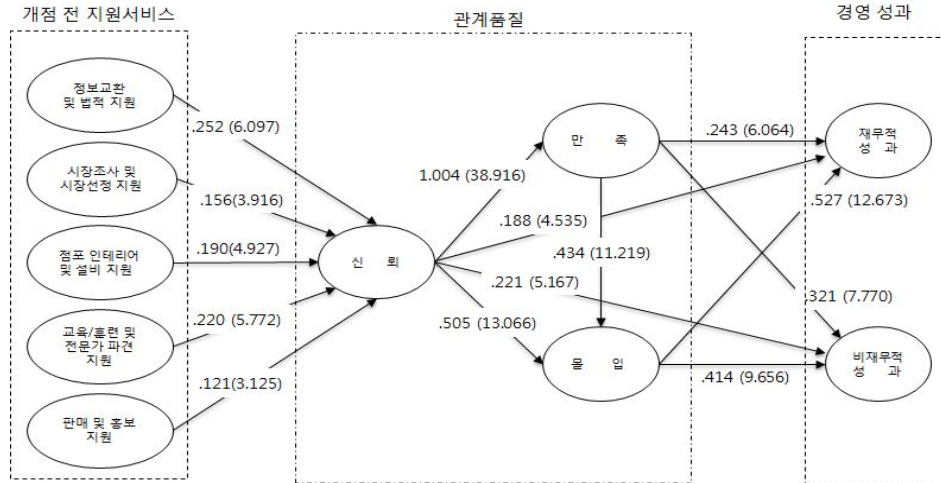 개점 전 지원서비스
관계품질
경영 성과
정보교환
및 법적 지원
시장조사 및
시장선정 지원
점포 인테리어
및 설비 지원
교육/훈련 및
전문가 파견
지원
판매 및 홍보
지원
.252 (6.097)
.156(3.916)
.190(4.927)
.220 (5.772)
.121(3.125)
신 뢰
만 족
몰 입
1.004 (38.916)
.188 (4.535)
.434 (11.219)
.221 (5.167)
.505 (13.066)
.243 (6.064)
.527 (12.673)
.321 (7.770)
.414 (9.656)
재무적
성 과
비재무적
성 과